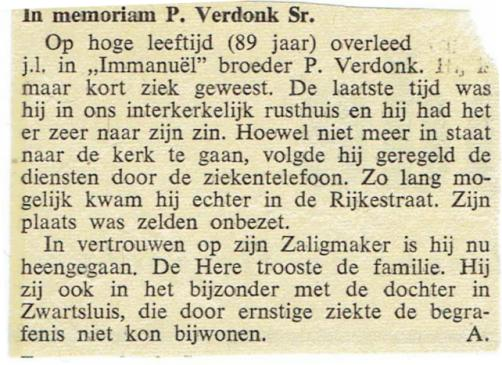 In memoriam P. Verdonk Sr.
Op hoge leeftijd (89 jaar) overleed
j.l. in „Immanuël” broeder P. Verdonk. Hij is
maar kort ziek geweest. De laatste tijd was
hij in ons interkerkelijk rusthuis en hij had het
er zeer naar zijn zin. Hoewel niet meer in staat
naar de kerk te gaan, volgde hij geregeld de
diensten door de ziekentelefoon. Zo lang mo-
gelijk kwam hij echter in de Rijkestraat. Zijn
plaats was zelden onbezet.
In vertrouwen op zijn Zaligmaker is hij nu
heengegaan. De Here trooste de familie. Hij
zij ook in het bijzonder met de dochter in
Zwartsluis, die door ernstige ziekte de begra-
fenis niet kon bijwonen. A.